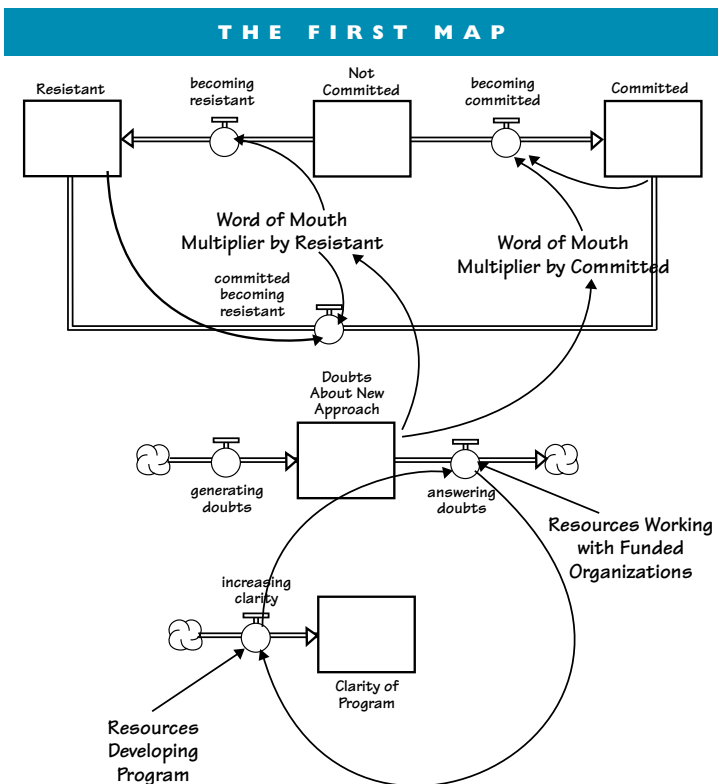 THE FIRST MAP
Resistant
becoming
resistant
Not
Committed
becoming
committed
Committed
Word of Mouth
Multiplier by Resistant
Word of Mouth
Multiplier by Committed
committed
becoming
resistant
Doubts
About New
Approach
generating
doubts
answering
doubts
Resources Working
with Funded
Organizations
increasing
clarity
Clarity of
Program
Resources
Developing
Program